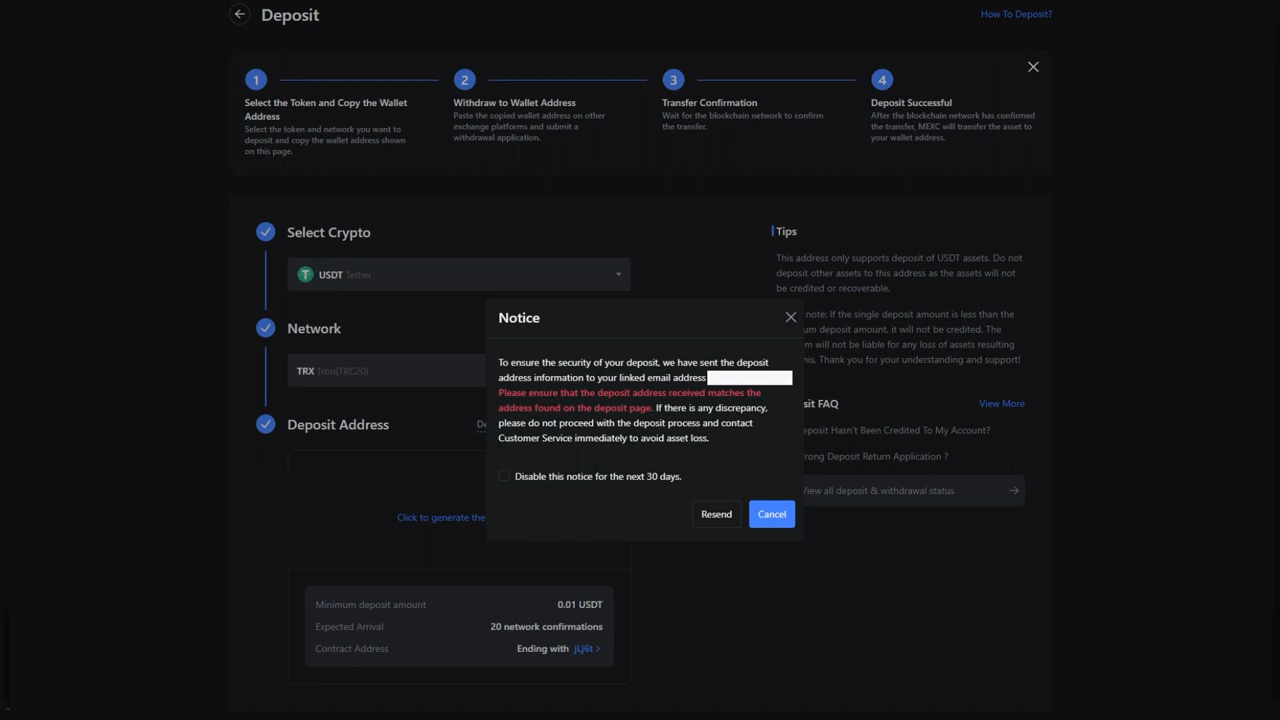 Deposit
How To Deposit?
1
2
3
4
Select the Token and Copy the Wallet
Address
Select the token and network you want to
deposit and copy the wallet address shown
on this page.
Withdraw to Wallet Address
Paste the copied wallet address on other
exchange platforms and submit a
withdrawal application.
Transfer Confirmation
Wait for the blockchain network to confirm
the transfer.
Deposit Successful
After the blockchain network has confirmed
the transfer, MEXC will transfer the asset to
your wallet address.
Select Crypto
USDT Tether
Network
TRX Tron(TRC20)
Deposit Address
Click to generate the
Minimum deposit amount 0.01 USDT
Expected Arrival 20 network confirmations
Contract Address Ending with jLj6t >
Tips
This address only supports deposit of USDT assets. Do not
deposit other assets to this address as the assets will not
be credited or recoverable.
note: If the single deposit amount is less than the
deposit amount, it will not be credited. The
will not be liable for any loss of assets resulting
this. Thank you for your understanding and support!
FAQ
View More
Hasn't Been Credited To My Account?
Deposit Return Application ?
View all deposit & withdrawal status
Notice
To ensure the security of your deposit, we have sent the deposit
address information to your linked email address
Please ensure that the deposit address received matches the
address found on the deposit page. If there is any discrepancy,
please do not proceed with the deposit process and contact
Customer Service immediately to avoid asset loss.
Disable this notice for the next 30 days.
Resend
Cancel